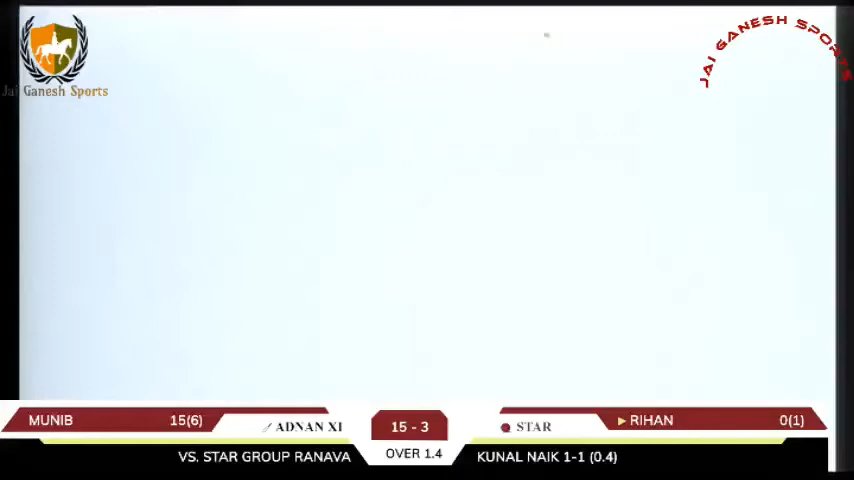 Jai Ganesh Sports
JAI GANESH SPORTS
MUNIB 15(6)
ADNAN XI
15 - 3
STAR
RIHAN 0(1)
VS. STAR GROUP RANAVA
OVER 1.4
KUNAL NAIK 1-1 (0.4)